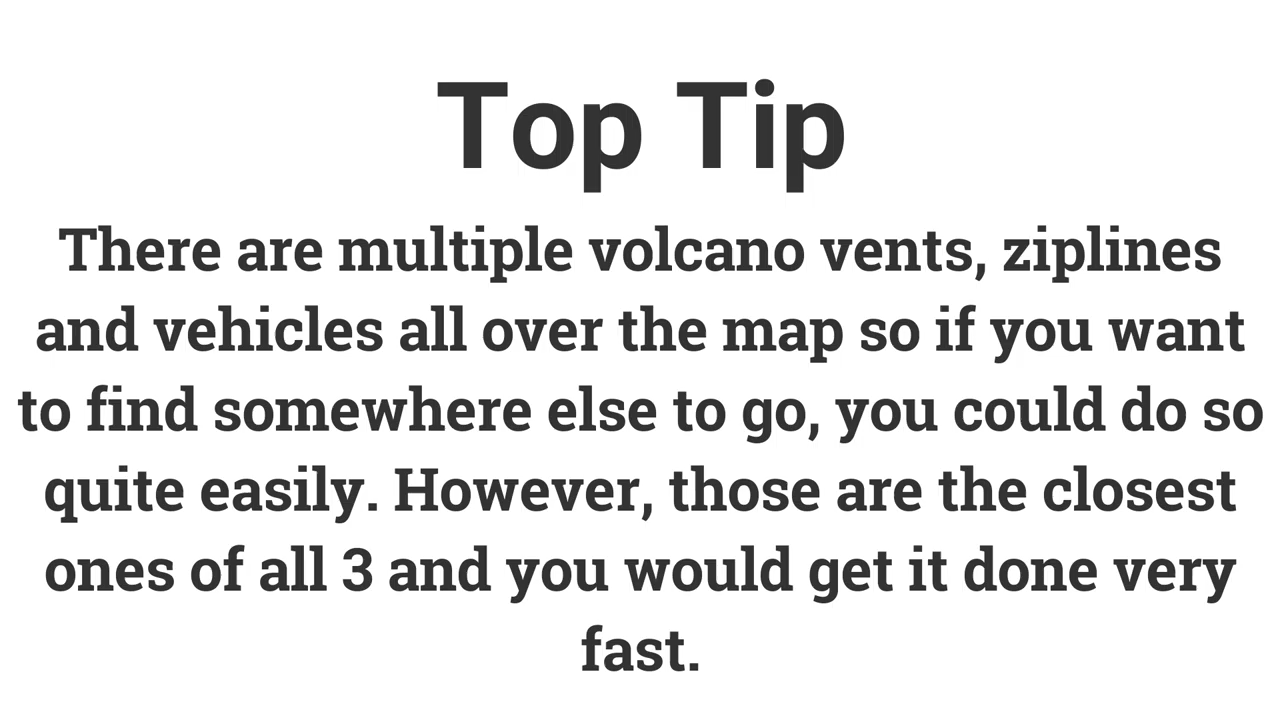 Top Tip
There are multiple volcano vents, ziplines
and vehicles all over the map so if you want
to find somewhere else to go, you could do so
quite easily. However, those are the closest
ones of all 3 and you would get it done very
fast.